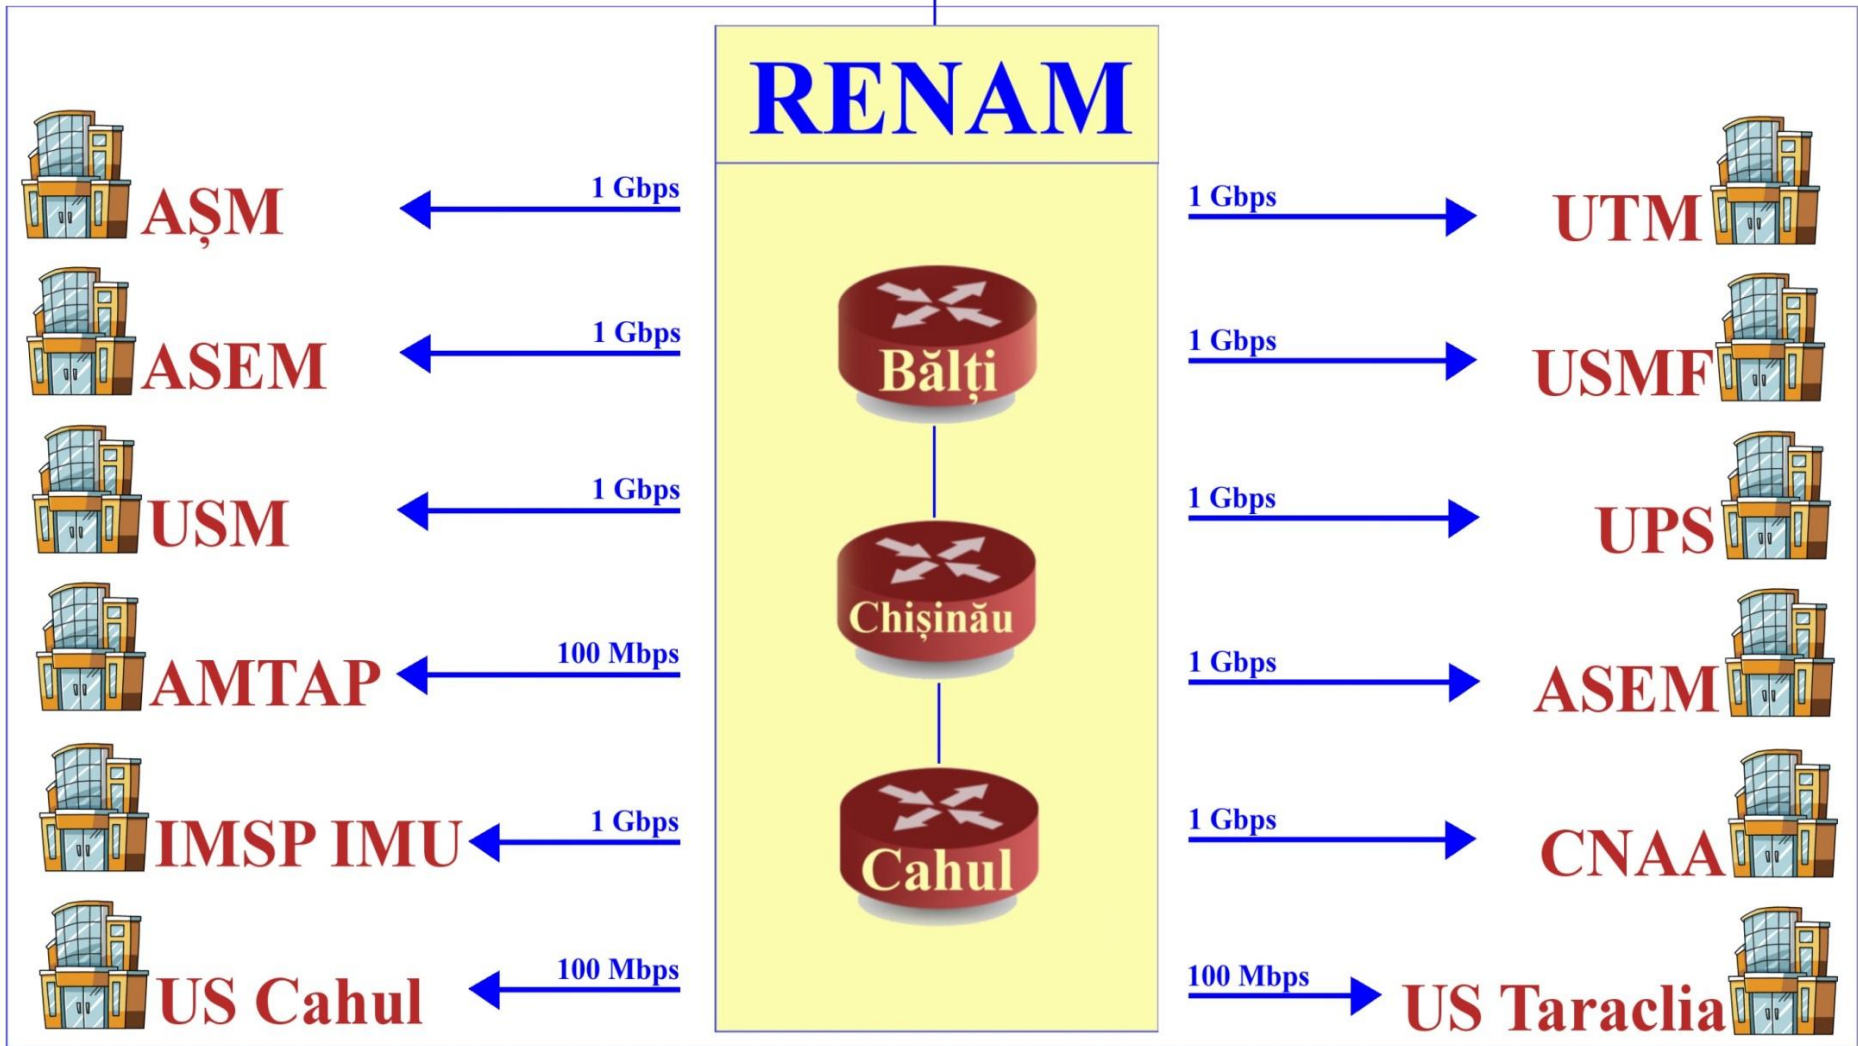 RENAM
1 Gbps
AȘM
1 Gbps
UTM
1 Gbps
ASEM
1 Gbps
USMF
Bălți
1 Gbps
USM
1 Gbps
UPS
Chișinău
100 Mbps
AMTAP
1 Gbps
ASEM
1 Gbps
IMSP IMU
1 Gbps
CNAA
Cahul
100 Mbps
US Cahul
100 Mbps
US Taraclia